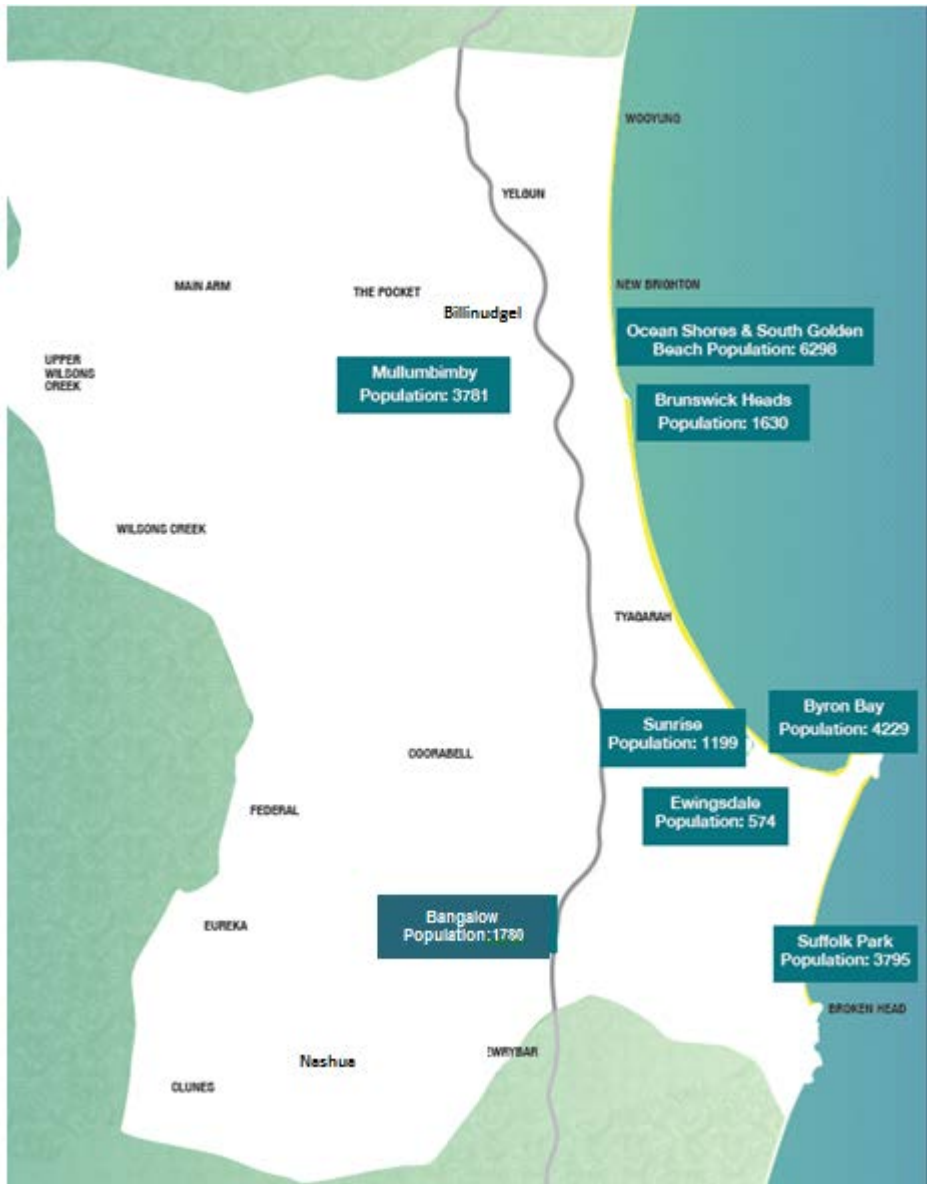 WOOYUNG
YELGUN
MAIN ARM
THE POCKET
NEW BRIGHTON
Billinudgel
Ocean Shores & South Golden
Beach Population: 6298
UPPER
WILSONS
CREEK
Mullumbimby
Population: 3781
Brunswick Heads
Population: 1630
WILSONS CREEK
TYAGARAH
Byron Bay
Population: 4229
Sunrise
Population: 1199
COORABELL
Ewingsdale
Population: 574
FEDERAL
Bangalow
Population:1780
EUREKA
Suffolk Park
Population: 3795
BROKEN HEAD
EWRYBAR
Nashua
CLUNES